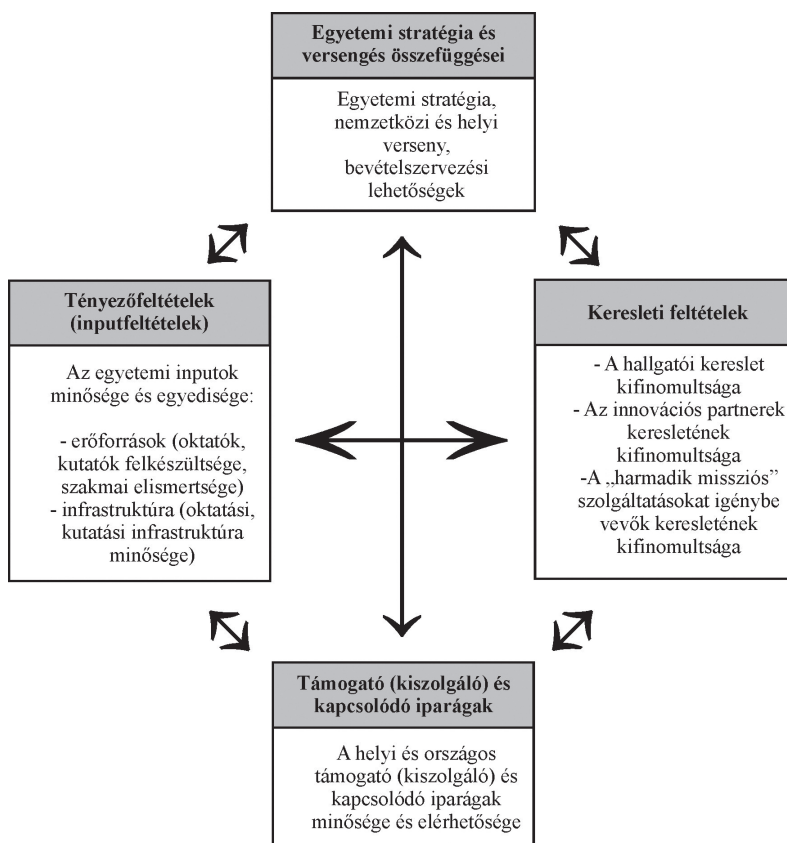 Egyetemi stratégia és
versengés összefüggései
Egyetemi stratégia,
nemzetközi és helyi
verseny,
bevételszervezési
lehetőségek
Tényezőfeltételek
(inputfeltételek)
Az egyetemi inputok
minősége és egyedisége:
- erőforrások (oktatók,
kutatók felkészültsége,
szakmai elismertsége)
- infrastruktúra (oktatási,
kutatási infrastruktúra
minősége)
Keresleti feltételek
- A hallgatói kereslet
kifinomultsága
- Az innovációs partnerek
keresletének
kifinomultsága
-A „harmadik missziós”
szolgáltatásokat igénybe
vevők keresletének
kifinomultsága
Támogató (kiszolgáló) és
kapcsolódó iparágak
A helyi és országos
támogató (kiszolgáló) és
kapcsolódó iparágak
minősége és elérhetősége